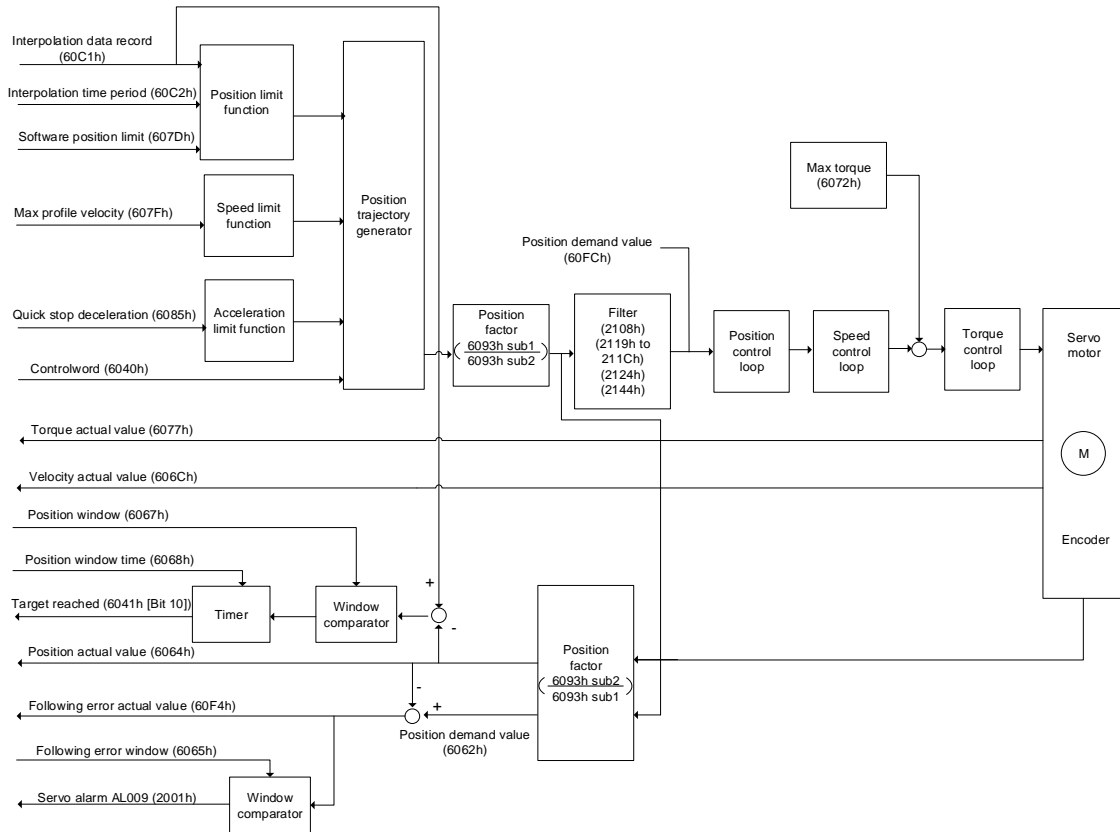 Interpolation data record
(60C1h)
Interpolation time period (60C2h)
Software position limit (607Dh)
Position limit
function
Max profile velocity (607Fh)
Speed limit
function
Position
trajectory
generator
Quick stop deceleration (6085h)
Acceleration
limit function
Controlword (6040h)
Position
factor
( 6093h sub1 )
6093h sub2
Position demand value
(60FCh)
Filter
(2108h)
(2119h to
211Ch)
(2124h)
(2144h)
Max torque
(6072h)
Position
control
loop
Speed
control
loop
Torque
control
loop
Servo
motor
M
Encoder
Torque actual value (6077h)
Velocity actual value (606Ch)
Position window (6067h)
Position window time (6068h)
Target reached (6041h [Bit 10])
Timer
Window
comparator
+
-
Position actual value (6064h)
-
+
Following error actual value (60F4h)
Position demand value
(6062h)
Position
factor
( 6093h sub2 )
6093h sub1
Following error window (6065h)
Servo alarm AL009 (2001h)
Window
comparator